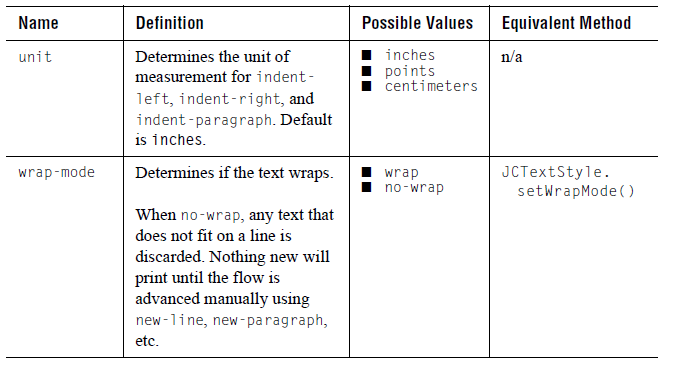 Name Definition Possible Values Equivalent Method
unit
Determines the unit of
measurement for indent-
left, indent-right, and
indent-paragraph. Default
is inches.
■ inches
■ points
■ centimeters
n/a
wrap-mode
Determines if the text wraps.
When no-wrap, any text that
does not fit on a line is
discarded. Nothing new will
print until the flow is
advanced manually using
new-line, new-paragraph,
etc.
■ wrap
■ no-wrap
JCTextStyle.
setWrapMode()